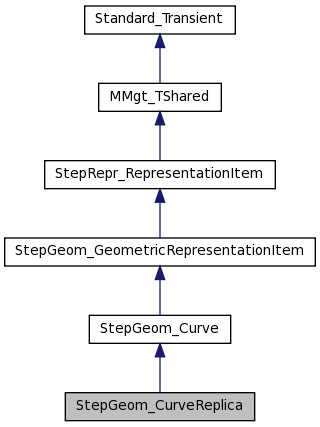 Standard_Transient
MMgt_TShared
StepRepr_RepresentationItem
StepGeom_GeometricRepresentationItem
StepGeom_Curve
StepGeom_CurveReplica